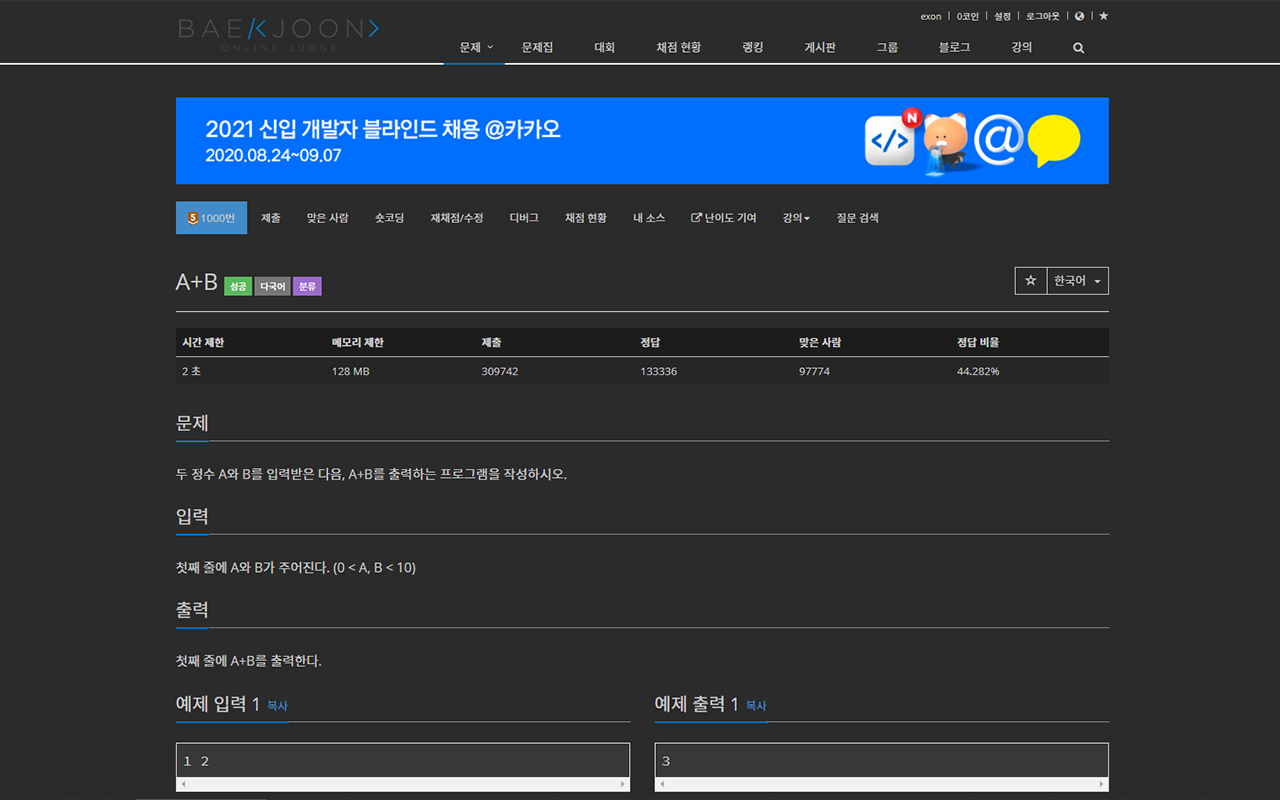 exon | 0코인 | 설정 | 로그아웃 | ★
BAEKJOON>
ONLINE JUDGE
문제 문제집 대회 채점 현황 랭킹 게시판 그룹 블로그 강의
2021 신입 개발자 블라인드 채용 @카카오
2020.08.24~09.07
</> N @
5 1000번 제출 맞은 사람 숏코딩 재채점/수정 디버그 채점 현황 내 소스 난이도 기여 강의 질문 검색
A+B 성공 다국어 분류 ☆ 한국어
시간 제한 메모리 제한 제출 정답 맞은 사람 정답 비율
2 초 128 MB 309742 133336 97774 44.282%
문제
두 정수 A와 B를 입력받은 다음, A+B를 출력하는 프로그램을 작성하시오.
입력
첫째 줄에 A와 B가 주어진다. (0 < A, B < 10)
출력
첫째 줄에 A+B를 출력한다.
예제 입력 1 복사
1 2
예제 출력 1 복사
3